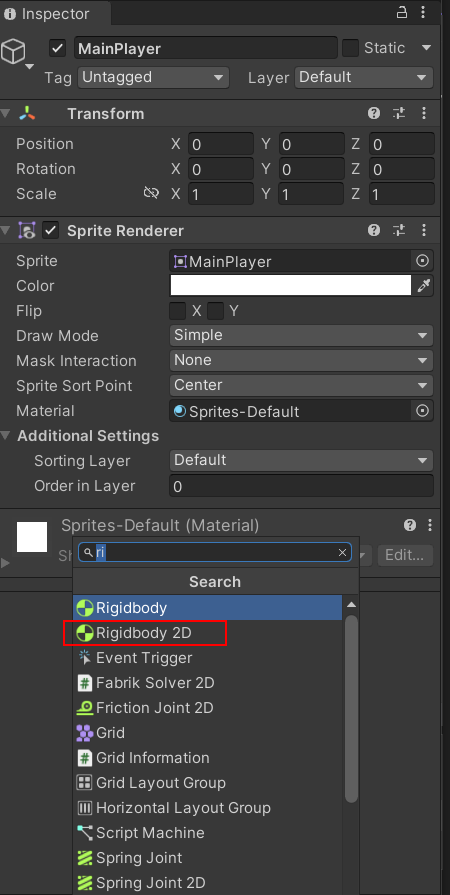 Inspector
MainPlayer Static
Tag Untagged Layer Default
Transform
Position X 0 Y 0 Z 0
Rotation X 0 Y 0 Z 0
Scale X 1 Y 1 Z 1
Sprite Renderer
Sprite MainPlayer
Color
Flip X Y
Draw Mode Simple
Mask Interaction None
Sprite Sort Point Center
Material Sprites-Default
Additional Settings
Sorting Layer Default
Order in Layer 0
Sprites-Default (Material)
Edit...
ri
Search
Rigidbody
Rigidbody 2D
Event Trigger
Fabrik Solver 2D
Friction Joint 2D
Grid
Grid Information
Grid Layout Group
Horizontal Layout Group
Script Machine
Spring Joint
Spring Joint 2D